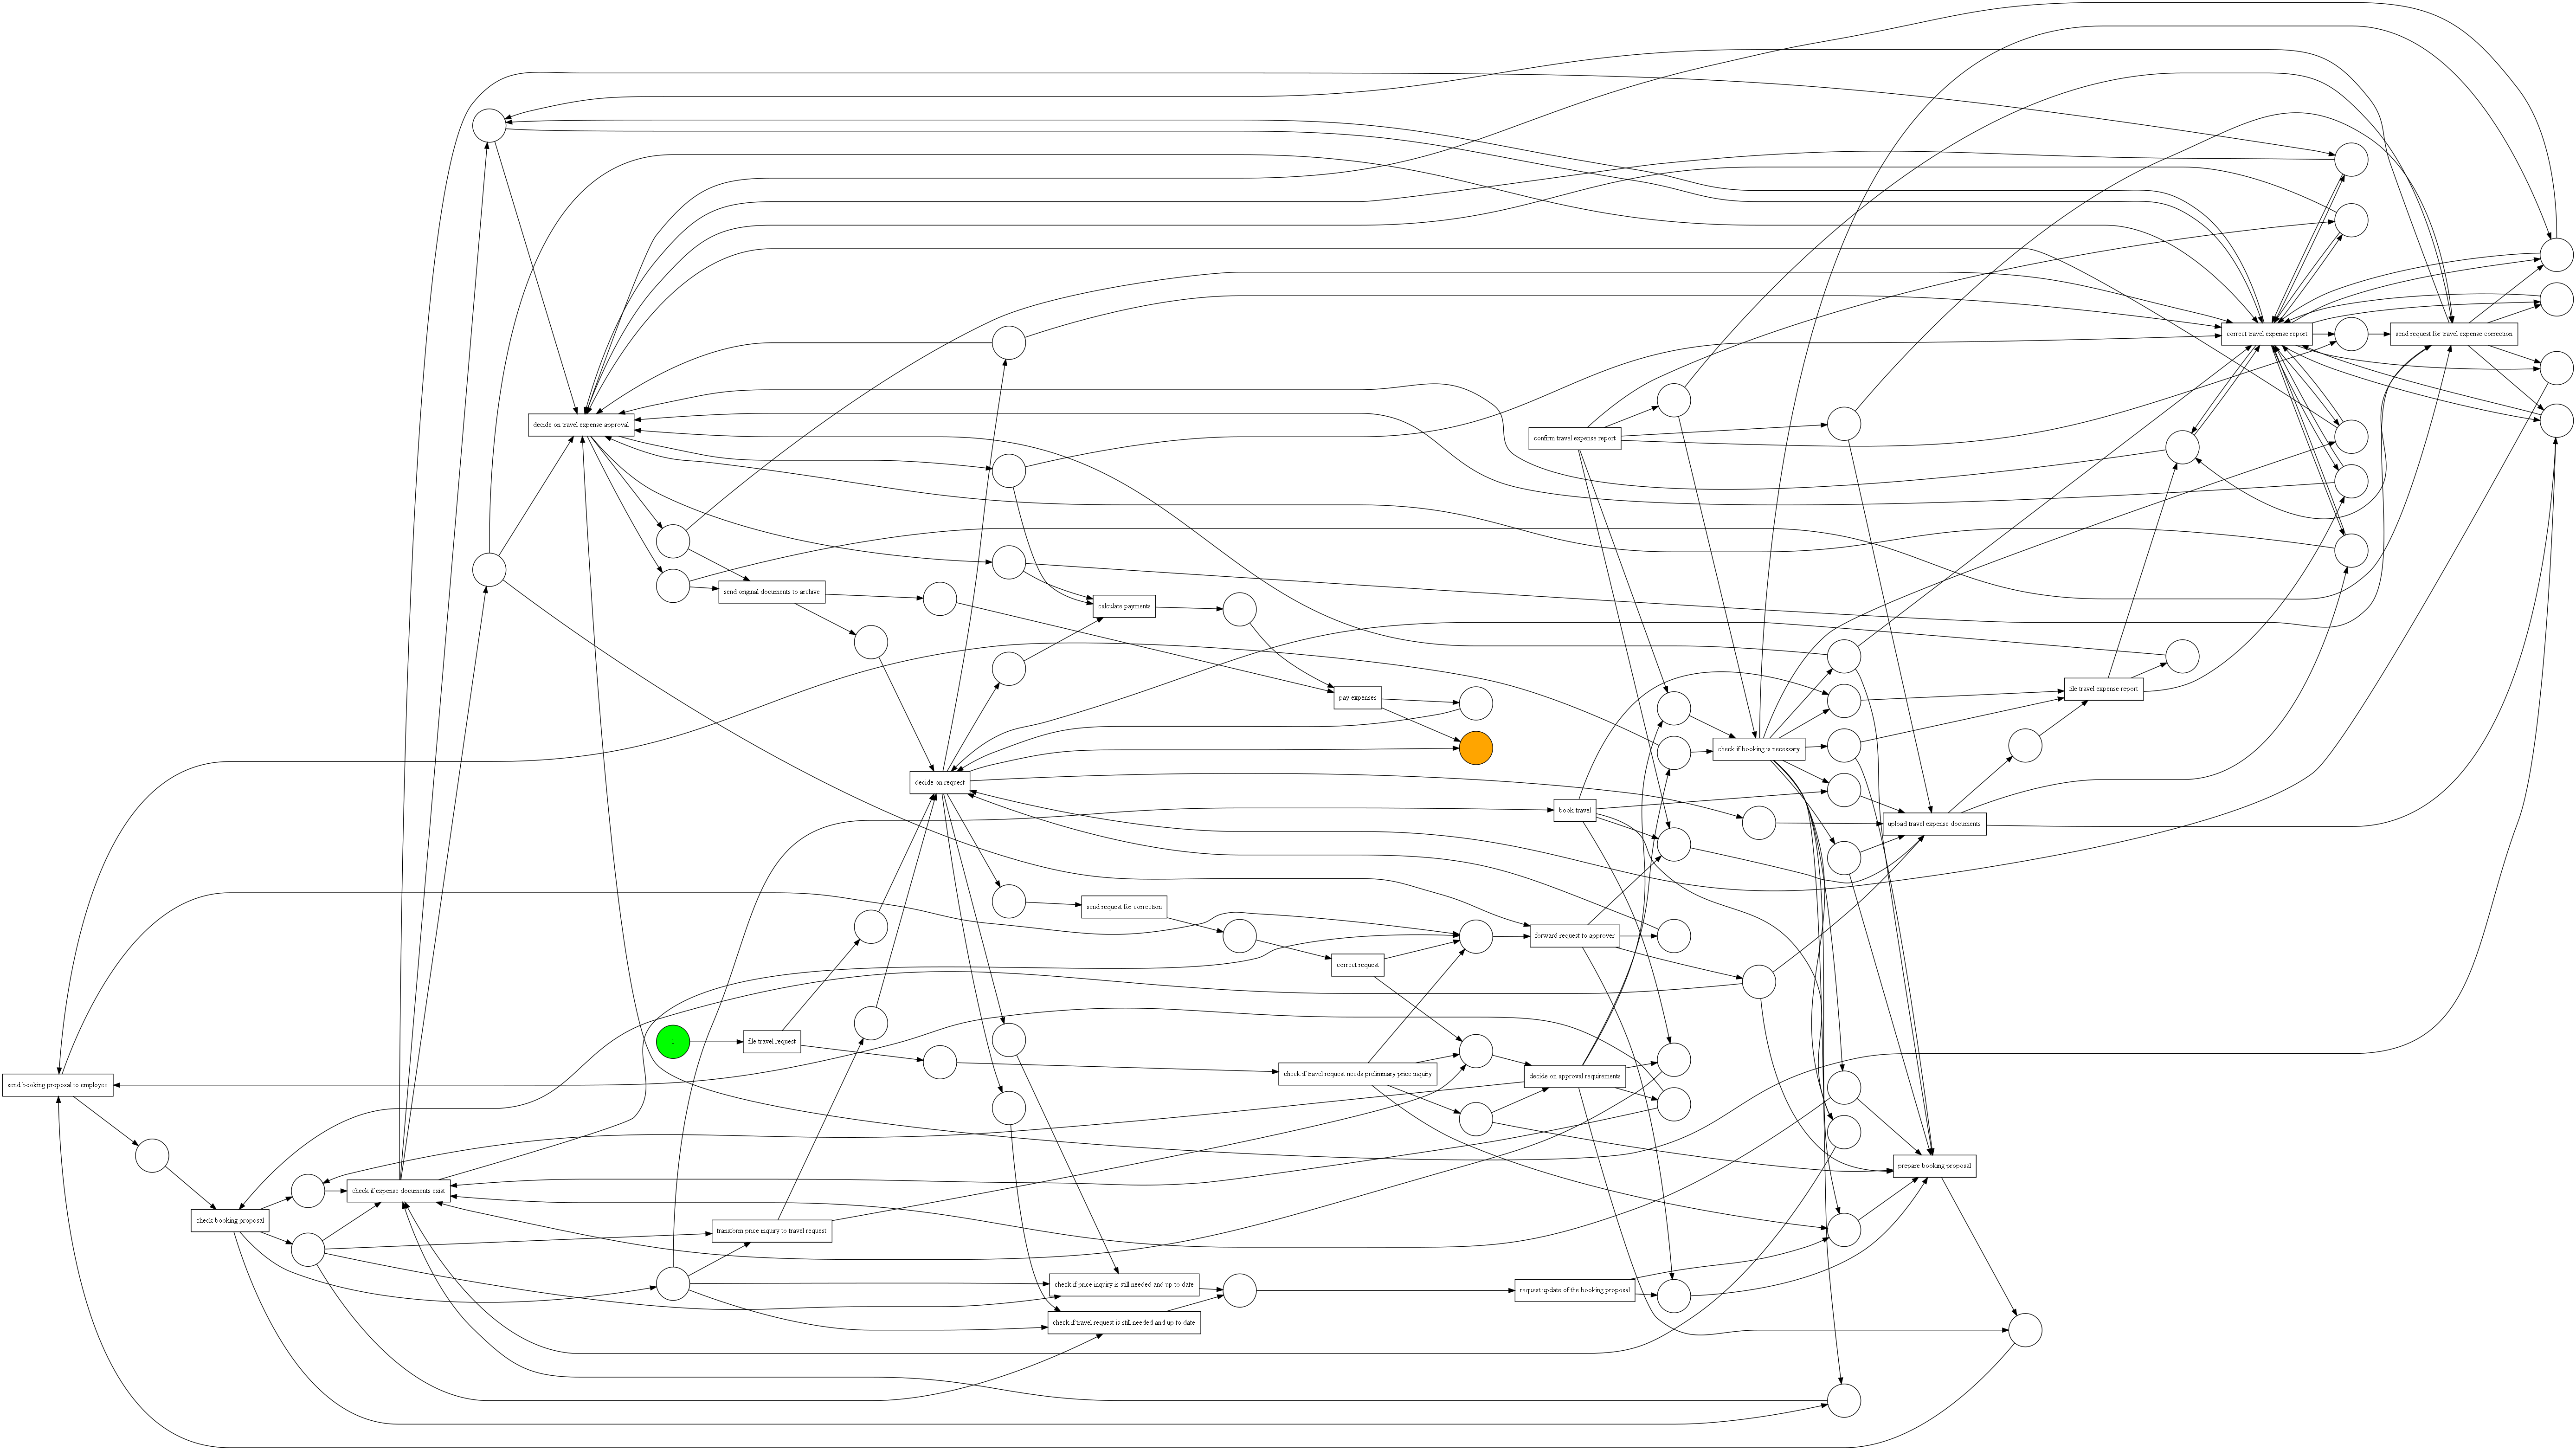 correct travel expense report
send request for travel expense correction
decide on travel expense approval
confirm travel expense report
send original documents to archive
calculate payments
file travel expense report
pay expenses
check if booking is necessary
decide on request
book travel
upload travel expense documents
send request for correction
forward request to approver
correct request
1
file travel request
check if travel request needs preliminary price inquiry
decide on approval requirements
send booking proposal to employee
prepare booking proposal
check if expense documents exist
check booking proposal
transform price inquiry to travel request
check if price inquiry is still needed and up to date
request update of the booking proposal
check if travel request is still needed and up to date